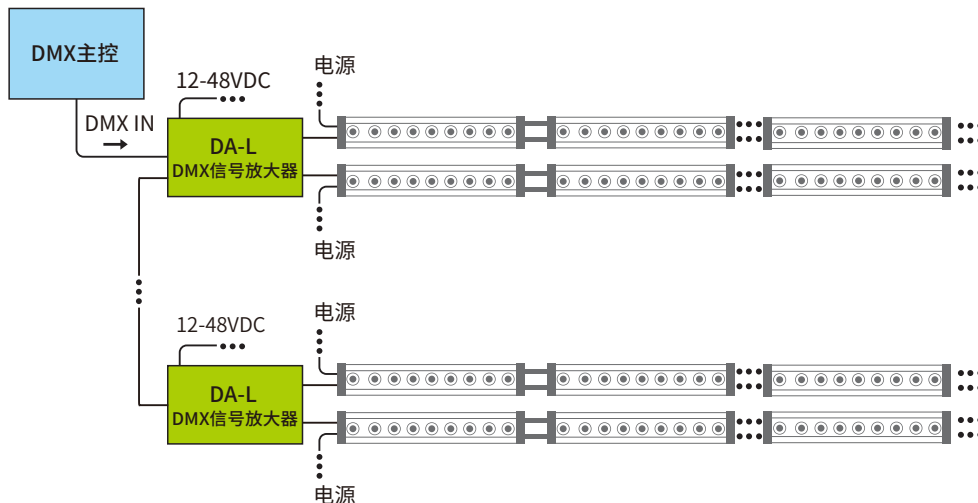 DMX主控
电源
12-48VDC
DMX IN
DA-L
DMX信号放大器
电源
电源
12-48VDC
DA-L
DMX信号放大器
电源